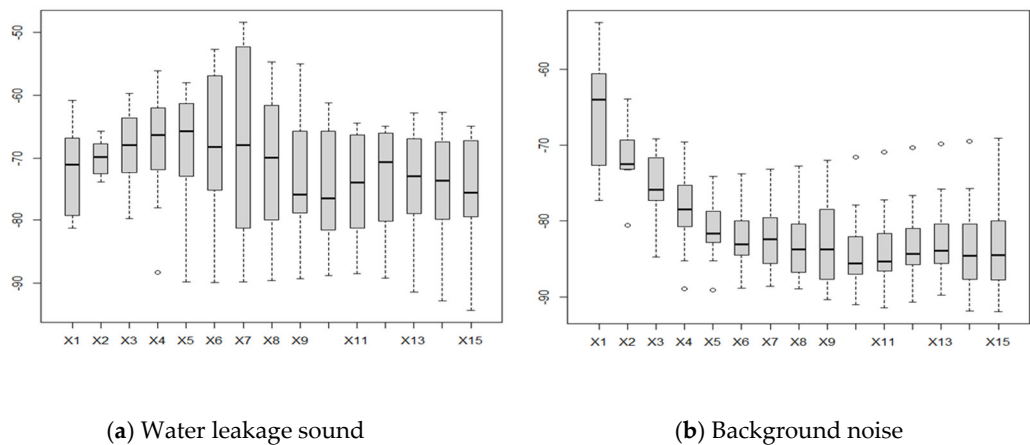 -50
-60
-70
-80
-90
X1 X2 X3 X4 X5 X6 X7 X8 X9 X11 X13 X15
(a) Water leakage sound
-60
-70
-80
-90
X1 X2 X3 X4 X5 X6 X7 X8 X9 X11 X13 X15
(b) Background noise